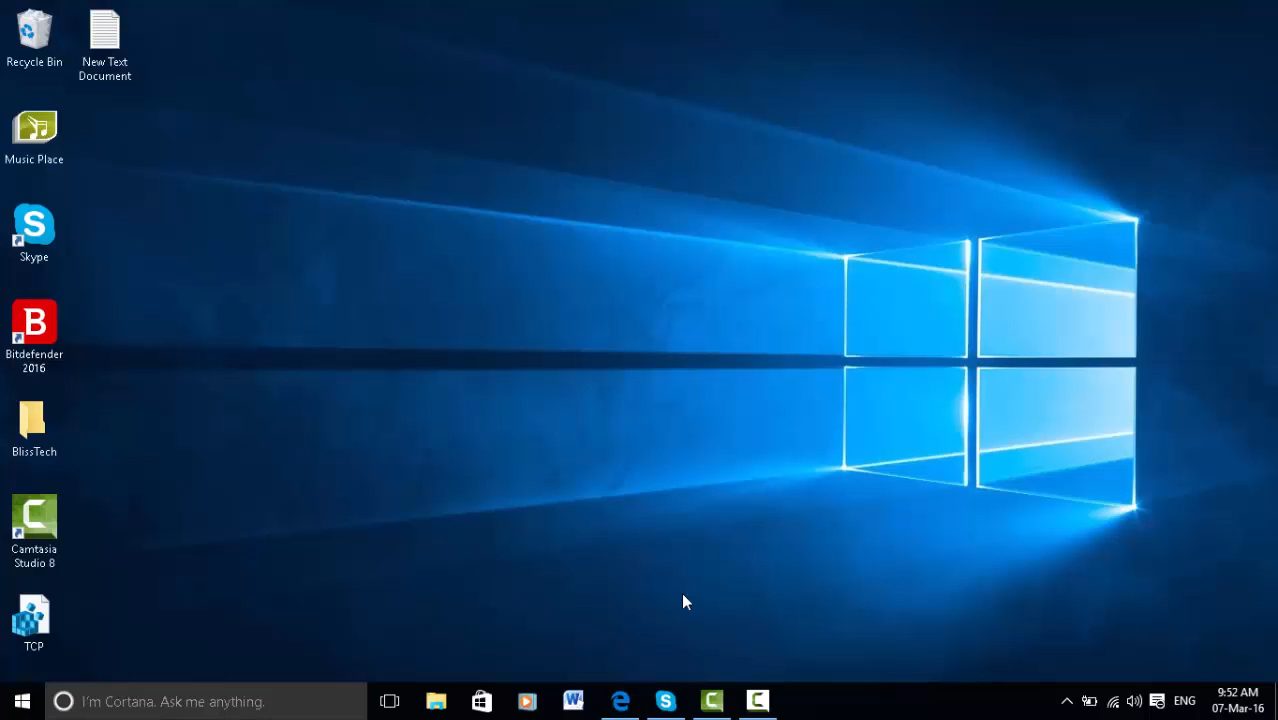 Recycle Bin
New Text
Document
Music Place
S
Skype
B
Bitdefender
2016
BlissTech
C
Camtasia
Studio 8
TCP
I'm Cortana. Ask me anything.
W
e
S
C
C
ENG
9:52 AM
07-Mar-16